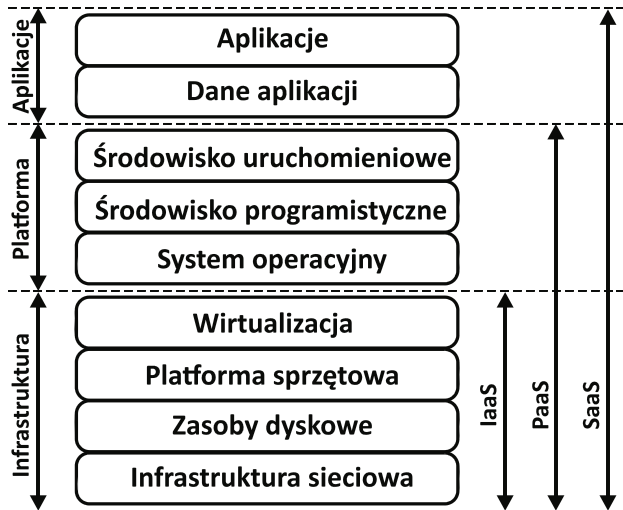 Aplikacje
Aplikacje
Dane aplikacji
Platforma
Środowisko uruchomieniowe
Środowisko programistyczne
System operacyjny
Infrastruktura
Wirtualizacja
Platforma sprzętowa
Zasoby dyskowe
Infrastruktura sieciowa
IaaS
PaaS
SaaS